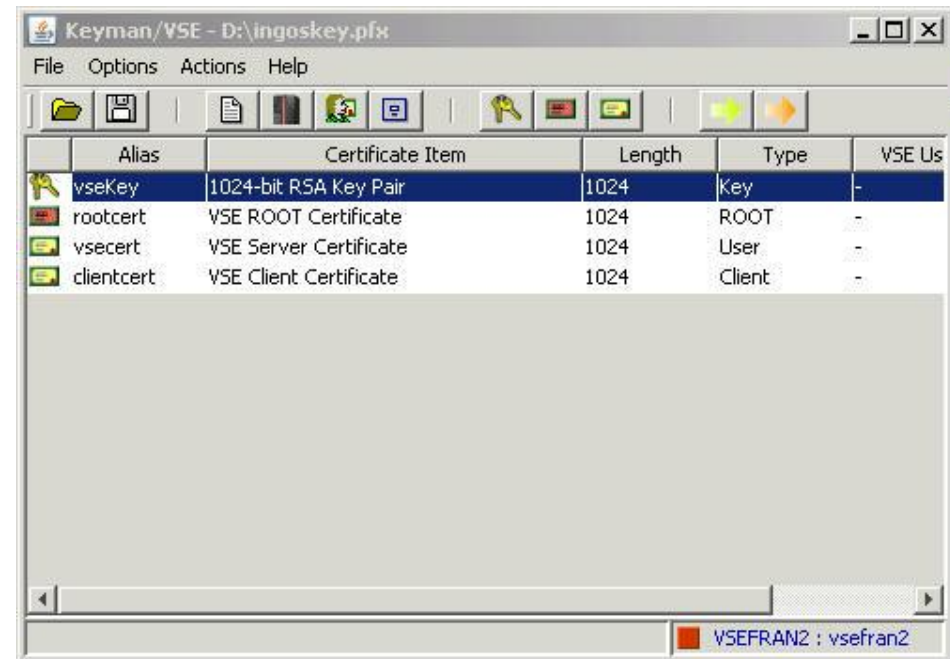 Keyman/VSE - D:\ingoskey.pfx
File Options Actions Help
Alias Certificate Item Length Type VSE Us
vseKey 1024-bit RSA Key Pair 1024 Key -
rootcert VSE ROOT Certificate 1024 ROOT -
vsecert VSE Server Certificate 1024 User -
clientcert VSE Client Certificate 1024 Client -
VSEFRAN2 : vsefran2